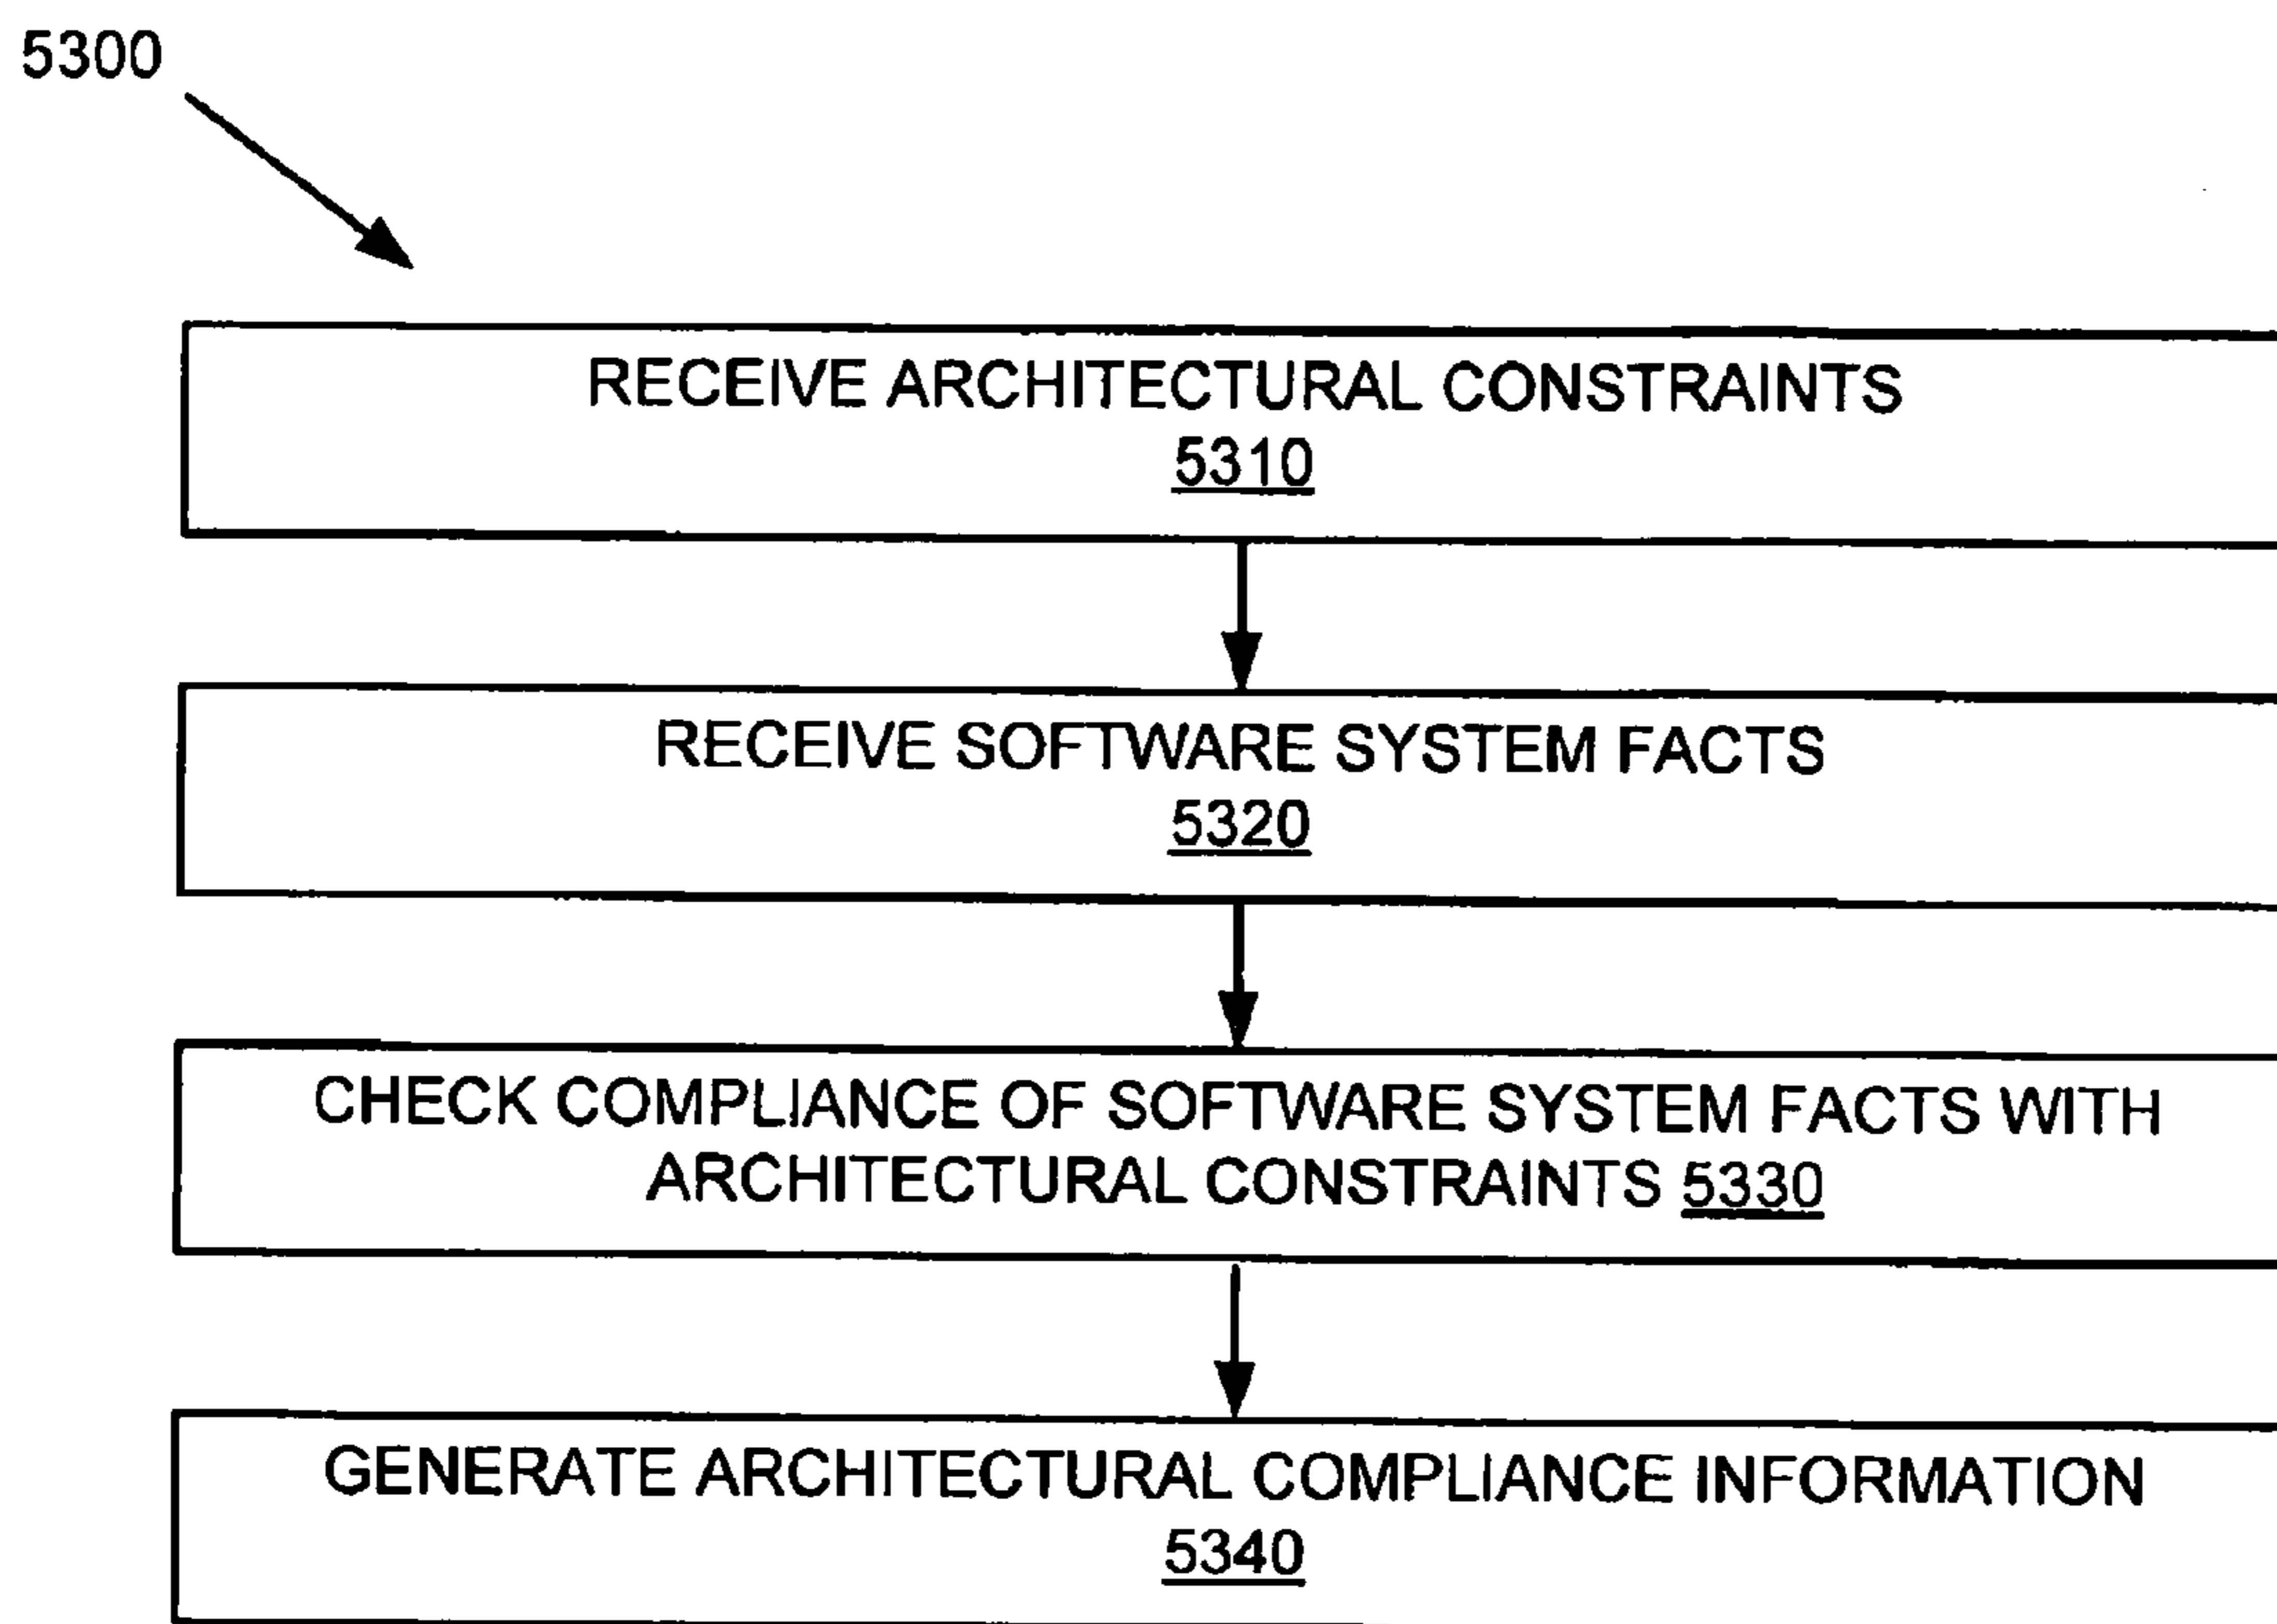 5300
RECEIVE ARCHITECTURAL CONSTRAINTS
5310
RECEIVE SOFTWARE SYSTEM FACTS
5320
CHECK COMPLIANCE OF SOFTWARE SYSTEM FACTS WITH
ARCHITECTURAL CONSTRAINTS 5330
GENERATE ARCHITECTURAL COMPLIANCE INFORMATION
5340